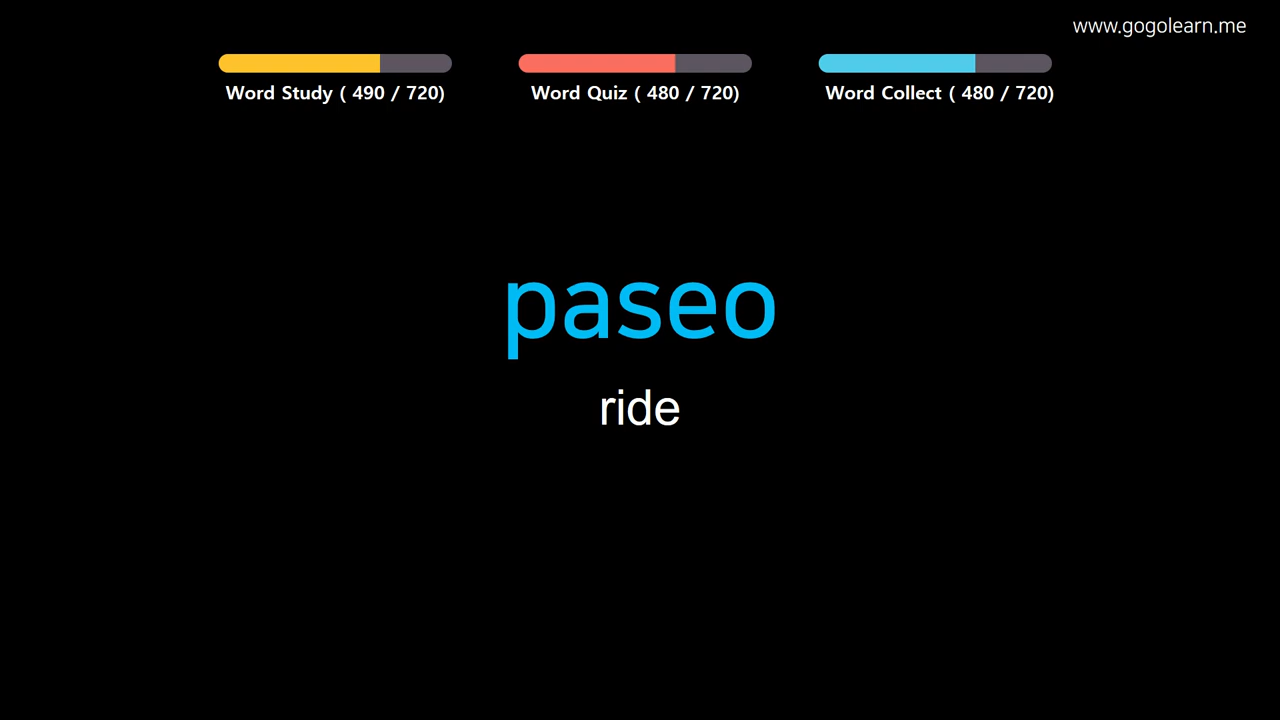 www.gogolearn.me
Word Study ( 490 / 720)
Word Quiz ( 480 / 720)
Word Collect ( 480 / 720)
paseo
ride